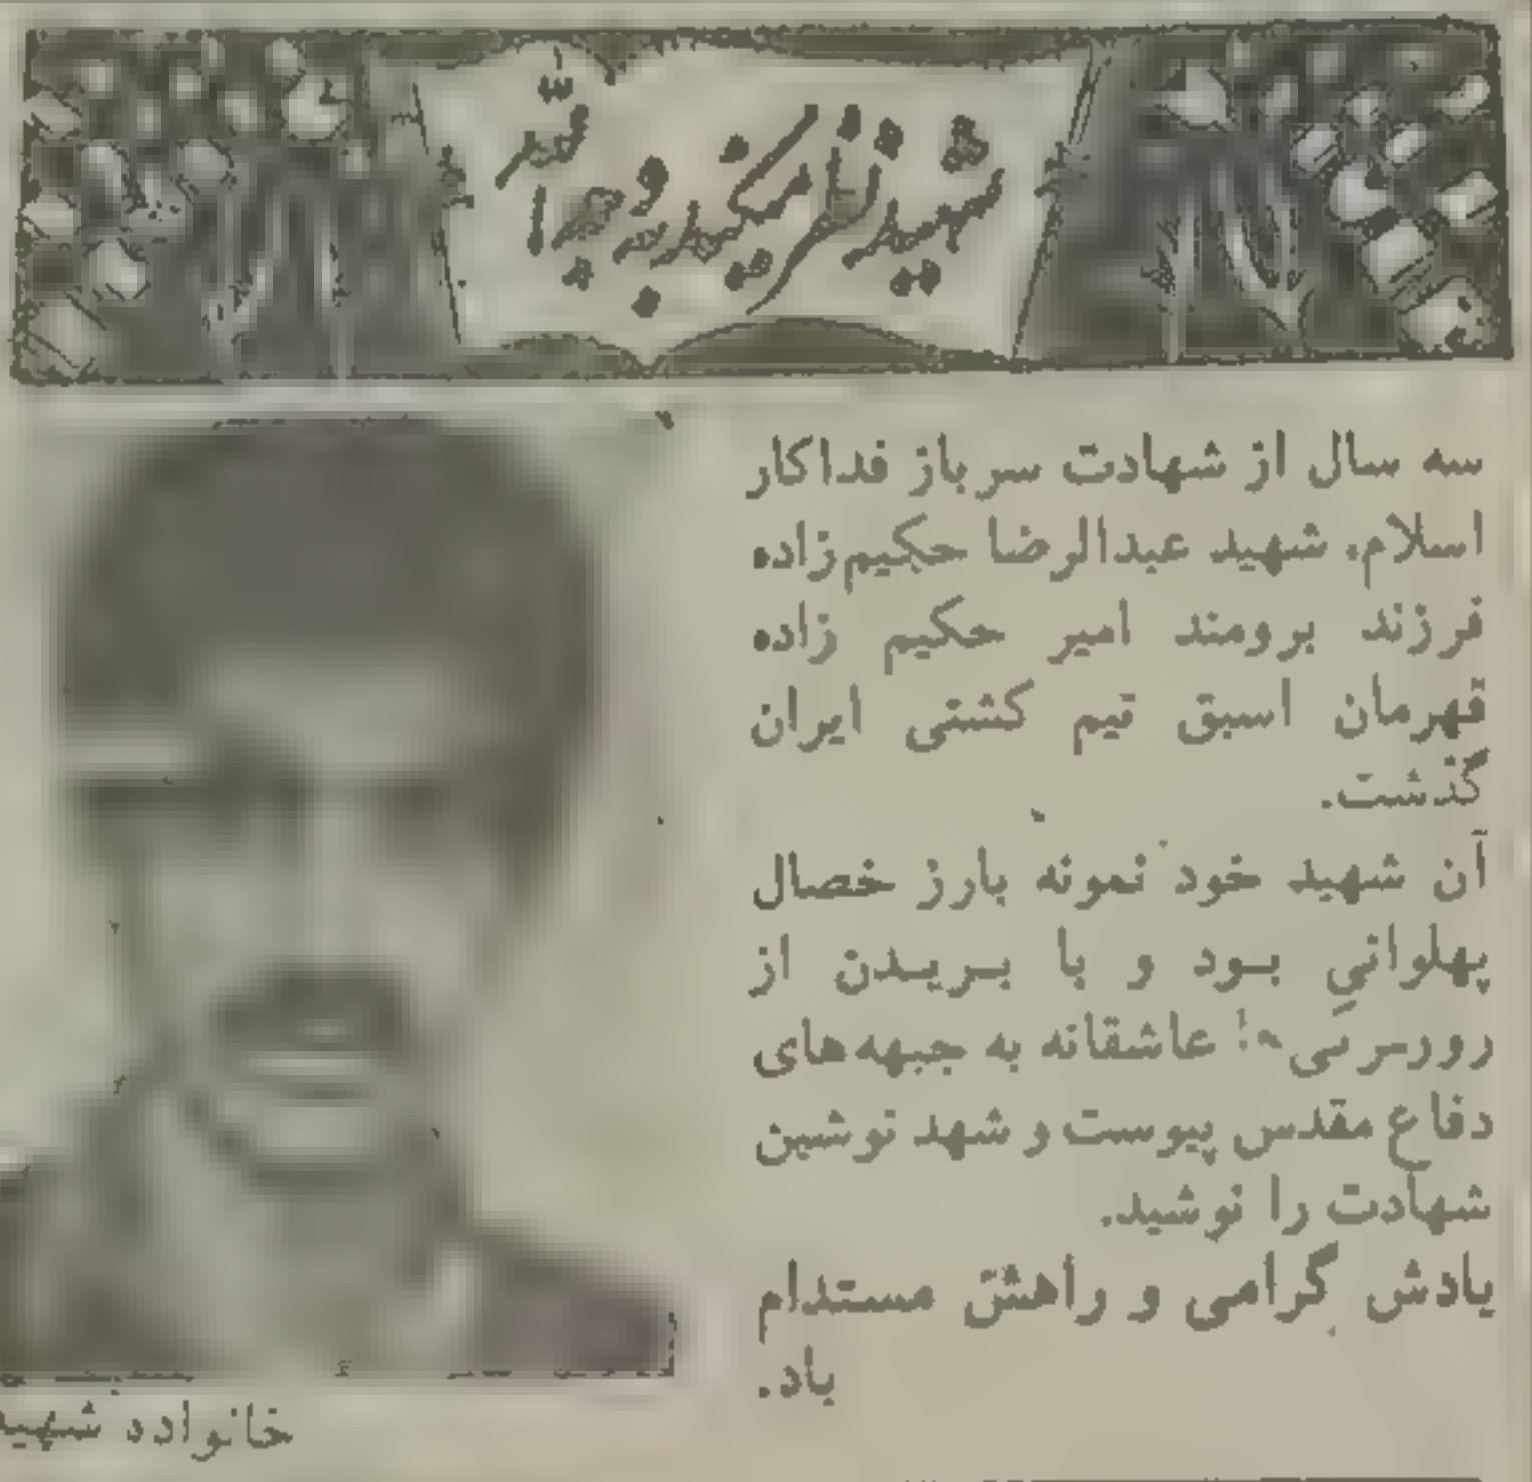 شهید نظر میکند به وجه الله
سه سال از شهادت سرباز فداکار
اسلام، شهید عبدالرضا حکیم‌زاده
فرزند برومند امیر حکیم زاده
قهرمان اسبق تیم کشتی ایران
گذشت.
آن شهید خود نمونه بارز خصال
پهلوانی بود و با بریدن از
عاشقانه به جبهه‌های
دفاع مقدس پیوست و شهد نوشین
شهادت را نوشید.
یادش گرامی و راهش مستدام
باد.
خانواده شهید